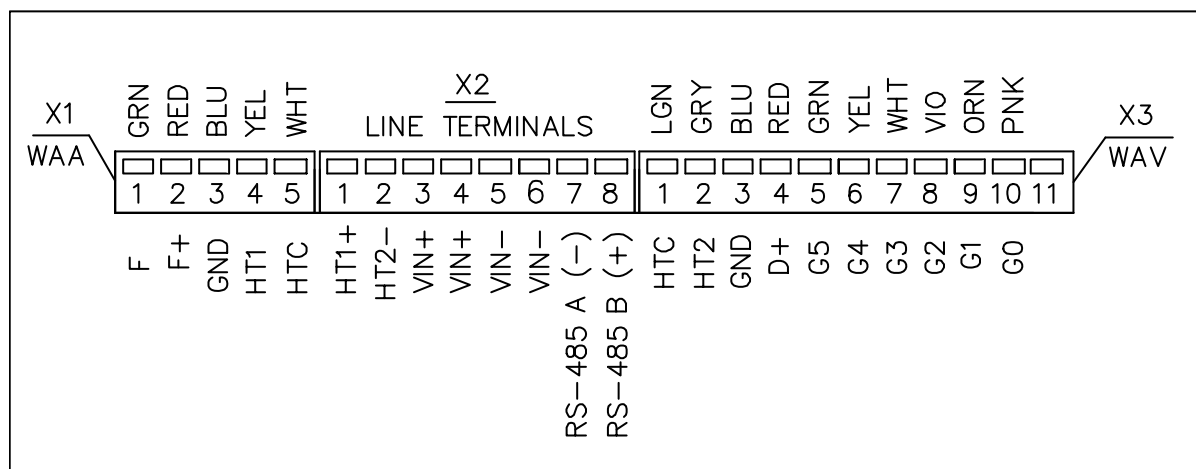 X1
WAA
GRN RED BLU YEL WHT
1 2 3 4 5
F F+ GND HT1 HTC
X2
LINE TERMINALS
1 2 3 4 5 6 7 8
HT1+ HT2- VIN+ VIN+ VIN- VIN- RS-485 A (-) RS-485 B (+)
X3
WAV
LGN GRY BLU RED GRN YEL WHT VIO ORN PNK
1 2 3 4 5 6 7 8 9 10 11
HTC HT2 GND D+ G5 G4 G3 G2 G1 G0